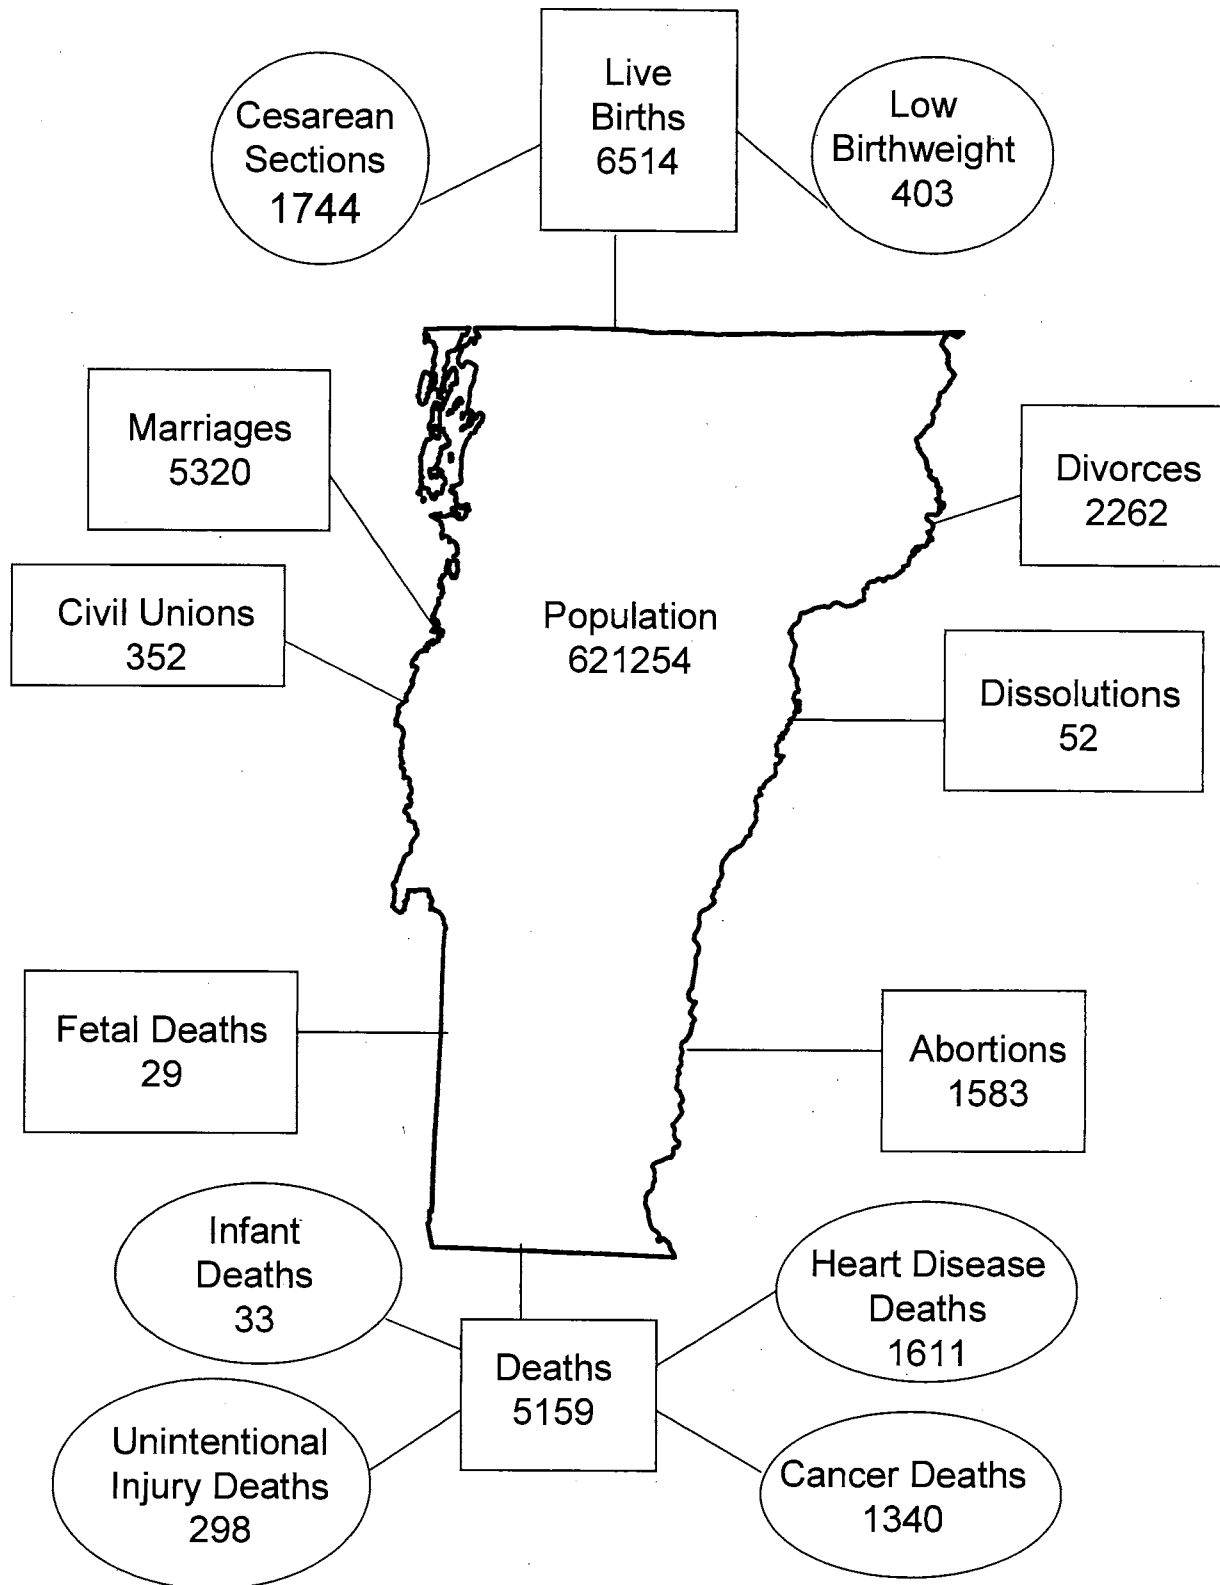 Live
Births
6514
Cesarean
Sections
1744
Low
Birthweight
403
Marriages
5320
Divorces
2262
Civil Unions
352
Population
621254
Dissolutions
52
Fetal Deaths
29
Abortions
1583
Infant
Deaths
33
Heart Disease
Deaths
1611
Deaths
5159
Unintentional
Injury Deaths
298
Cancer Deaths
1340